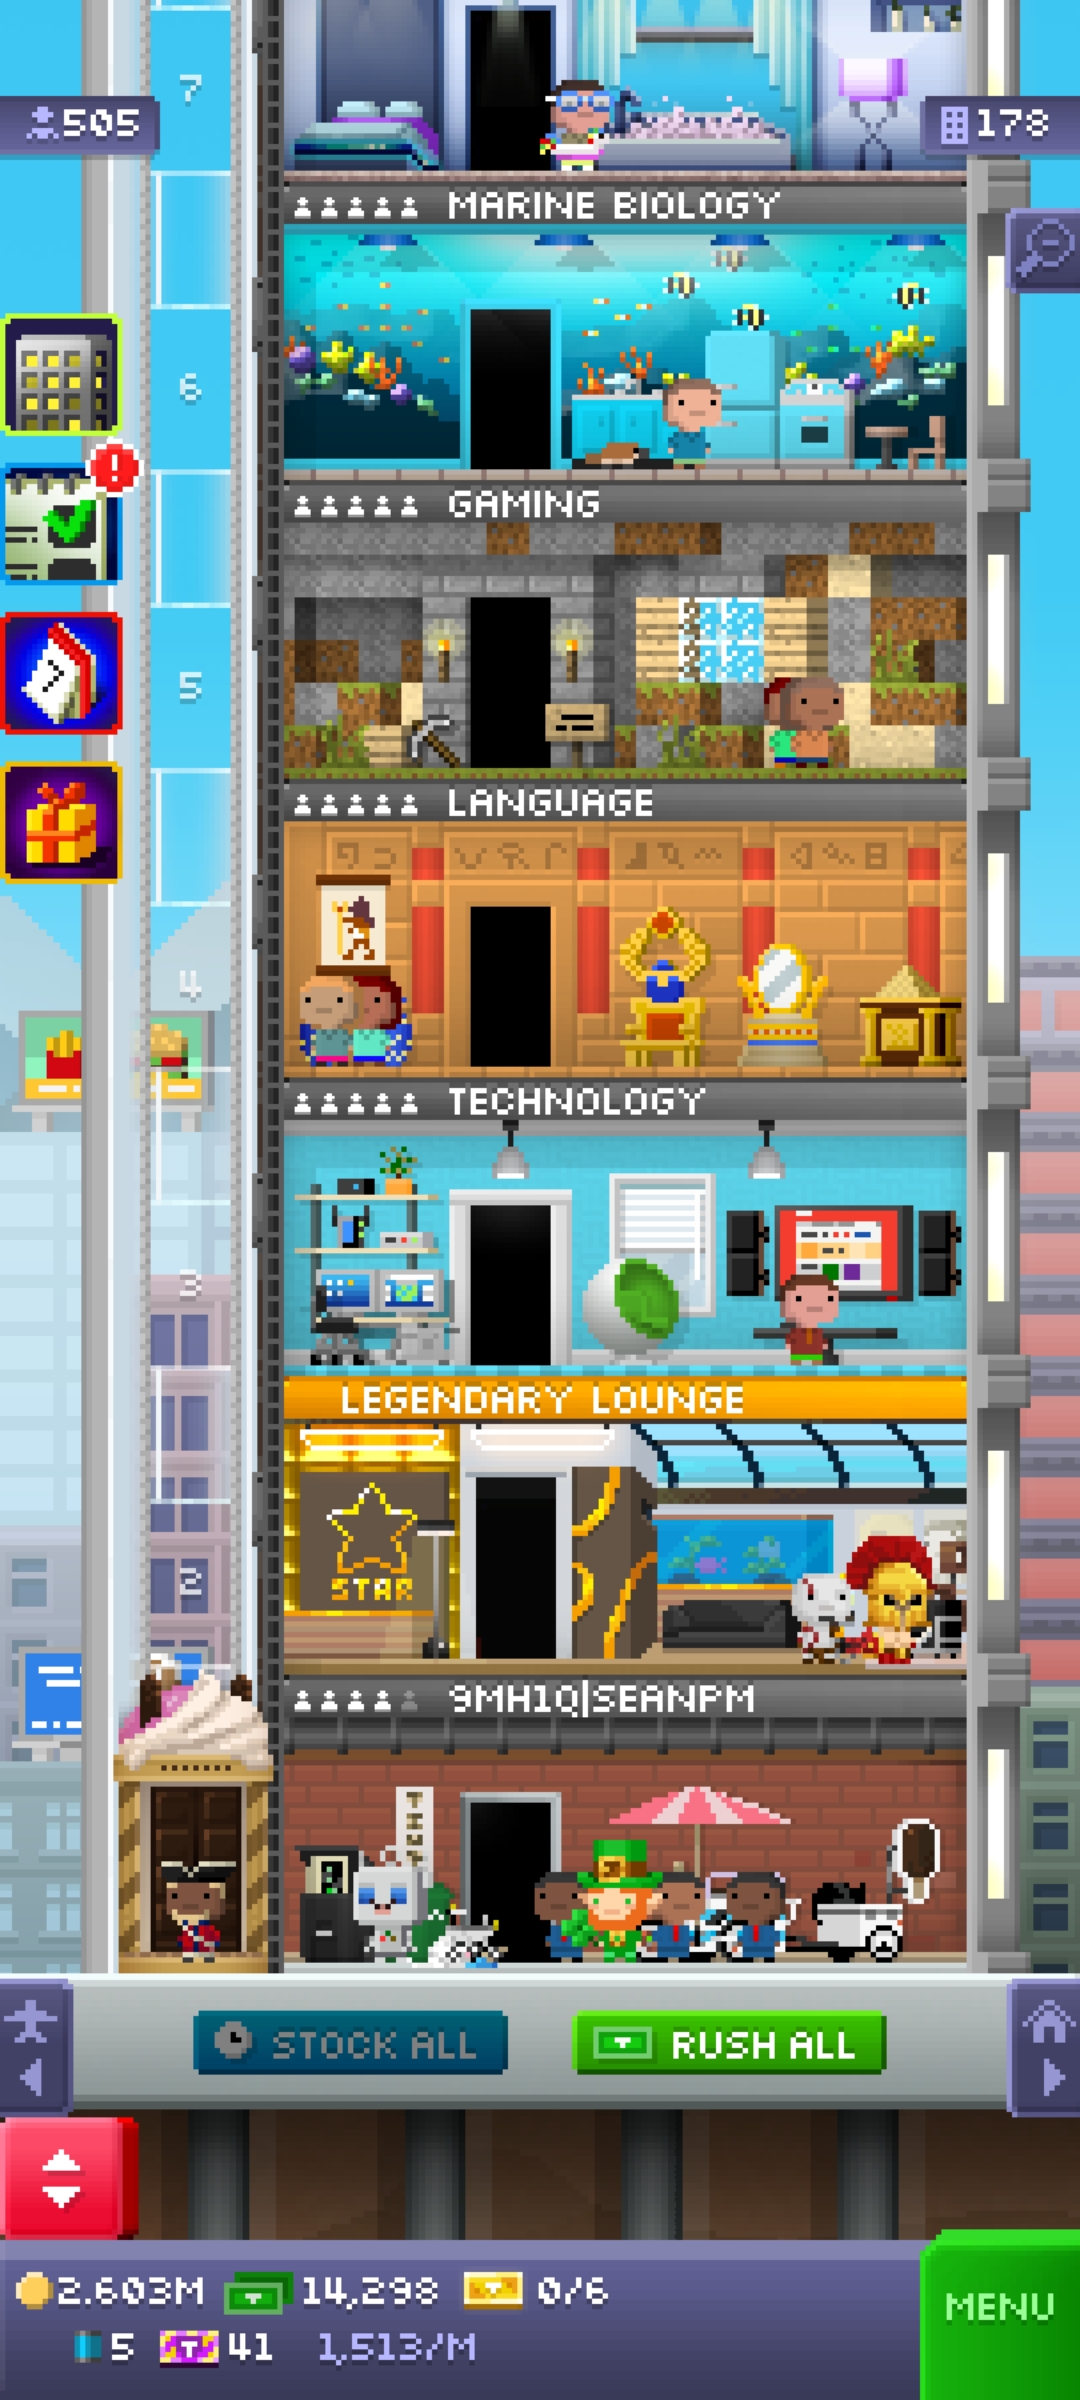 7
505
178
MARINE BIOLOGY
6
GAMING
5
LANGUAGE
4
TECHNOLOGY
3
LEGENDARY LOUNGE
STAR
2
9MH1Q|SEANPM
STOCK ALL
RUSH ALL
2.603M 14,298 0/6
5 41 1,513/M
MENU